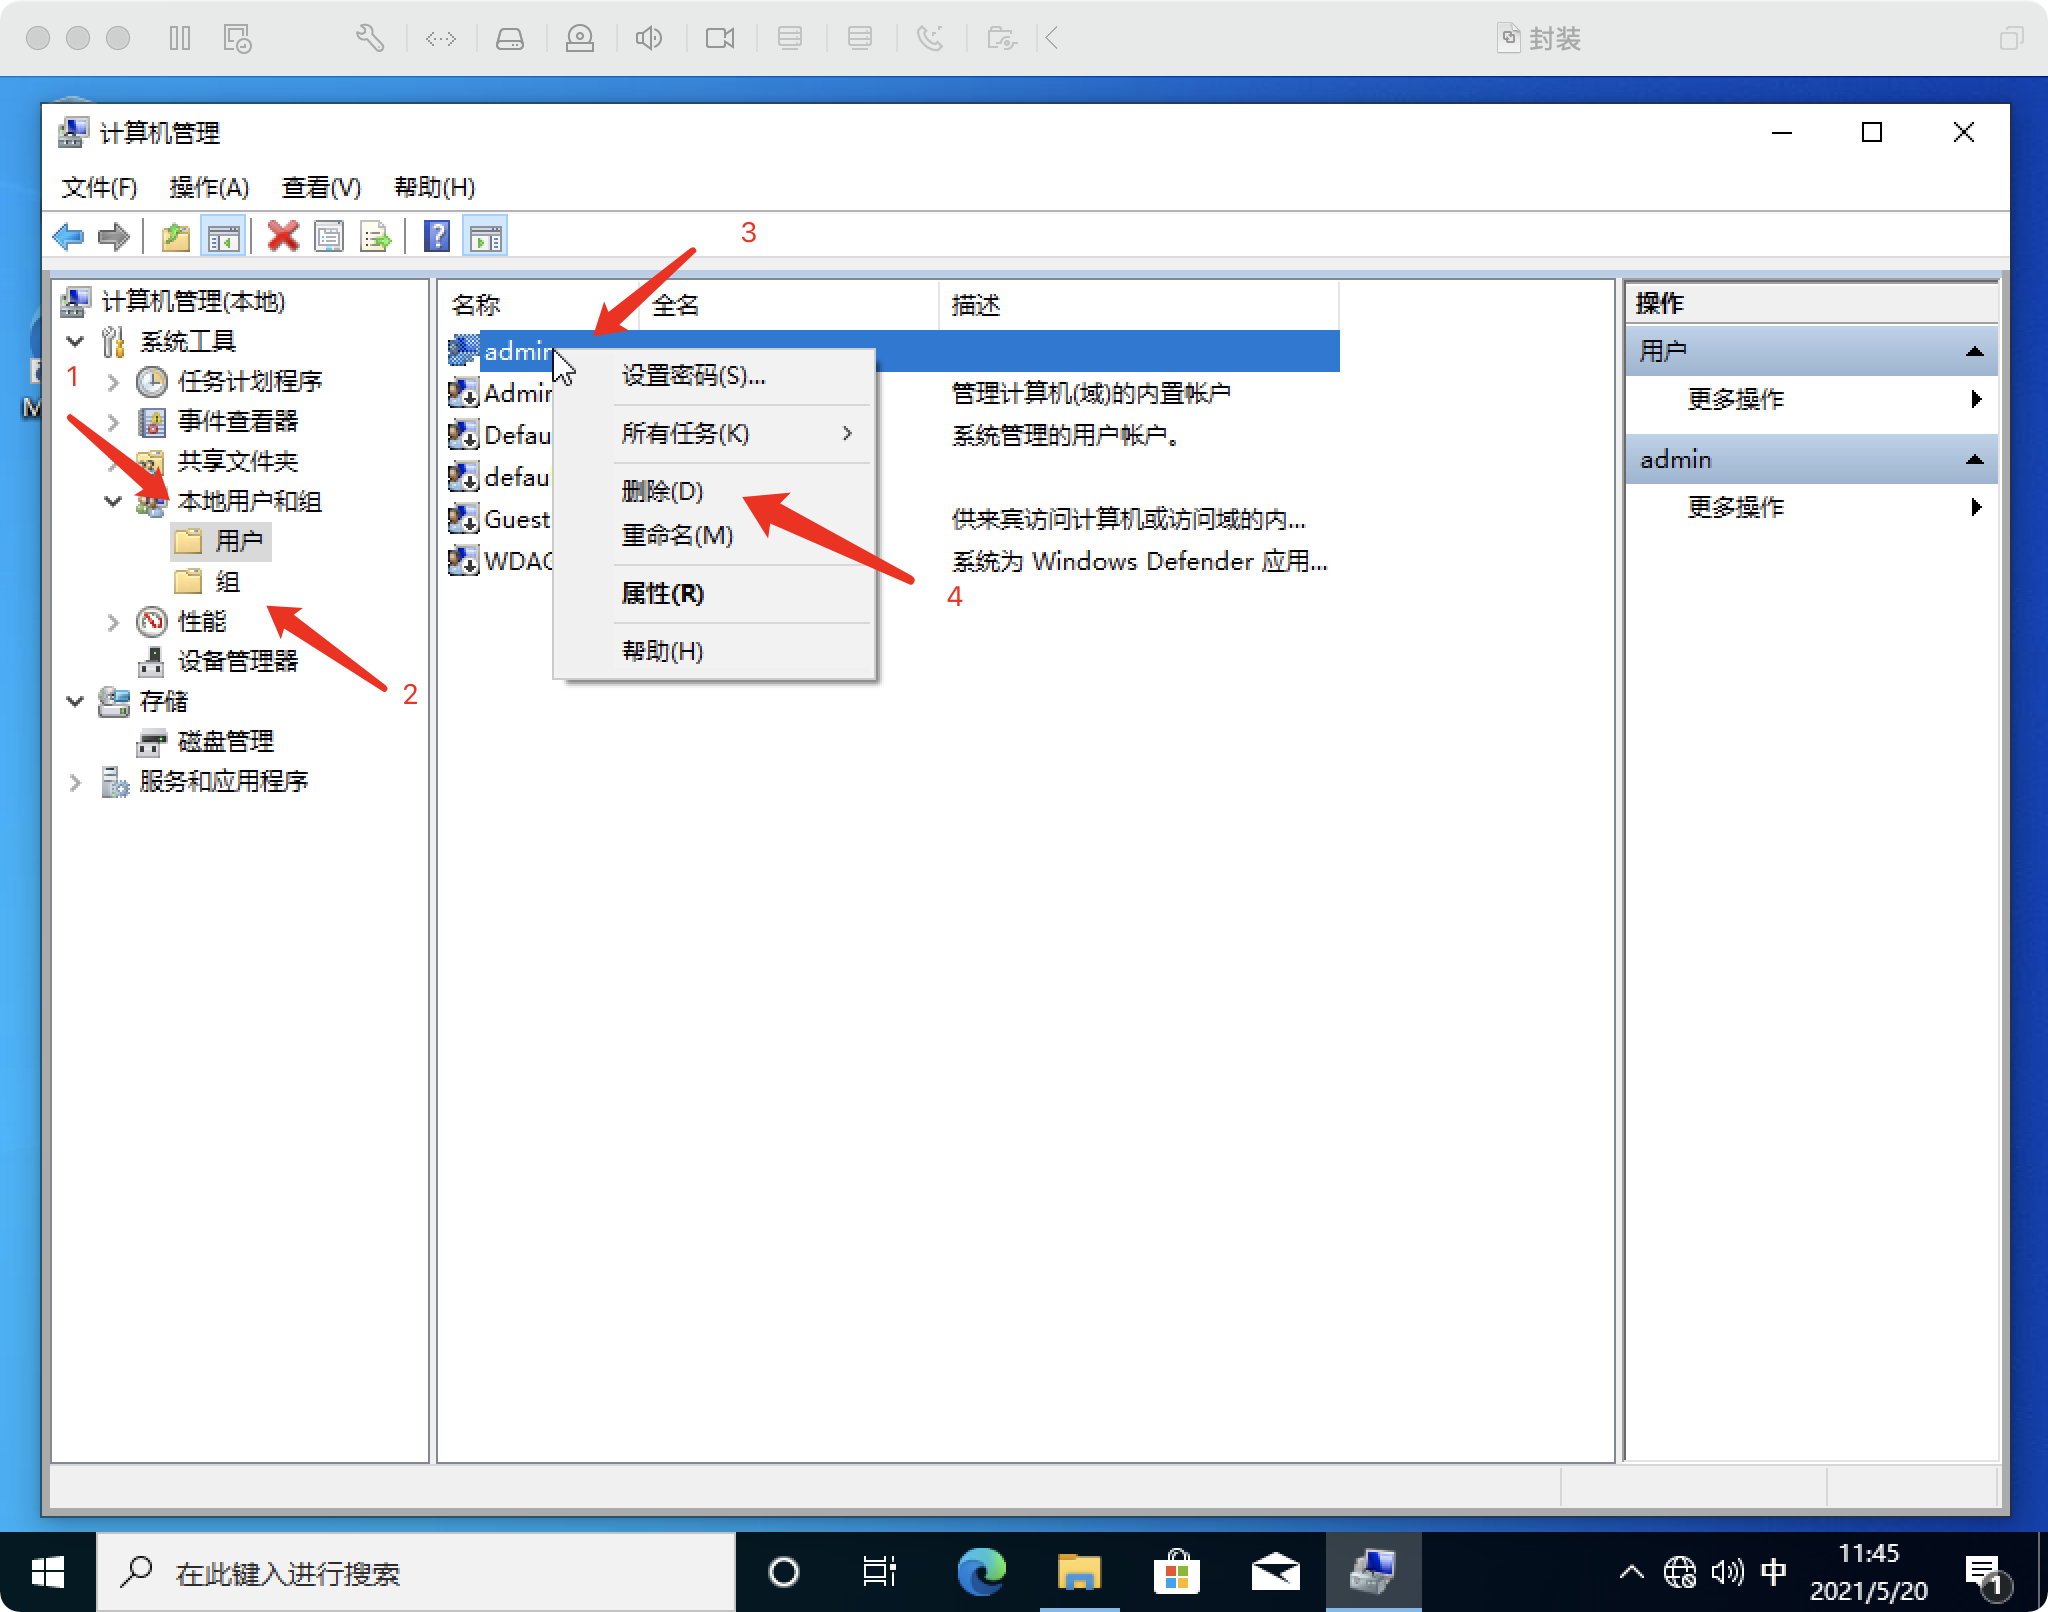 封装
计算机管理
文件(F) 操作(A) 查看(V) 帮助(H)
3
计算机管理(本地)
系统工具
1
任务计划程序
事件查看器
共享文件夹
本地用户和组
用户
组
性能
设备管理器
2
存储
磁盘管理
服务和应用程序
名称 全名 描述
admin
Admin 管理计算机(域)的内置帐户
Defau 系统管理的用户帐户。
defau
Guest 供来宾访问计算机或访问域的内...
WDAG 系统为 Windows Defender 应用...
设置密码(S)...
所有任务(K)
删除(D)
重命名(M)
属性(R)
帮助(H)
4
操作
用户
更多操作
admin
更多操作
在此键入进行搜索
中
11:45
2021/5/20
1